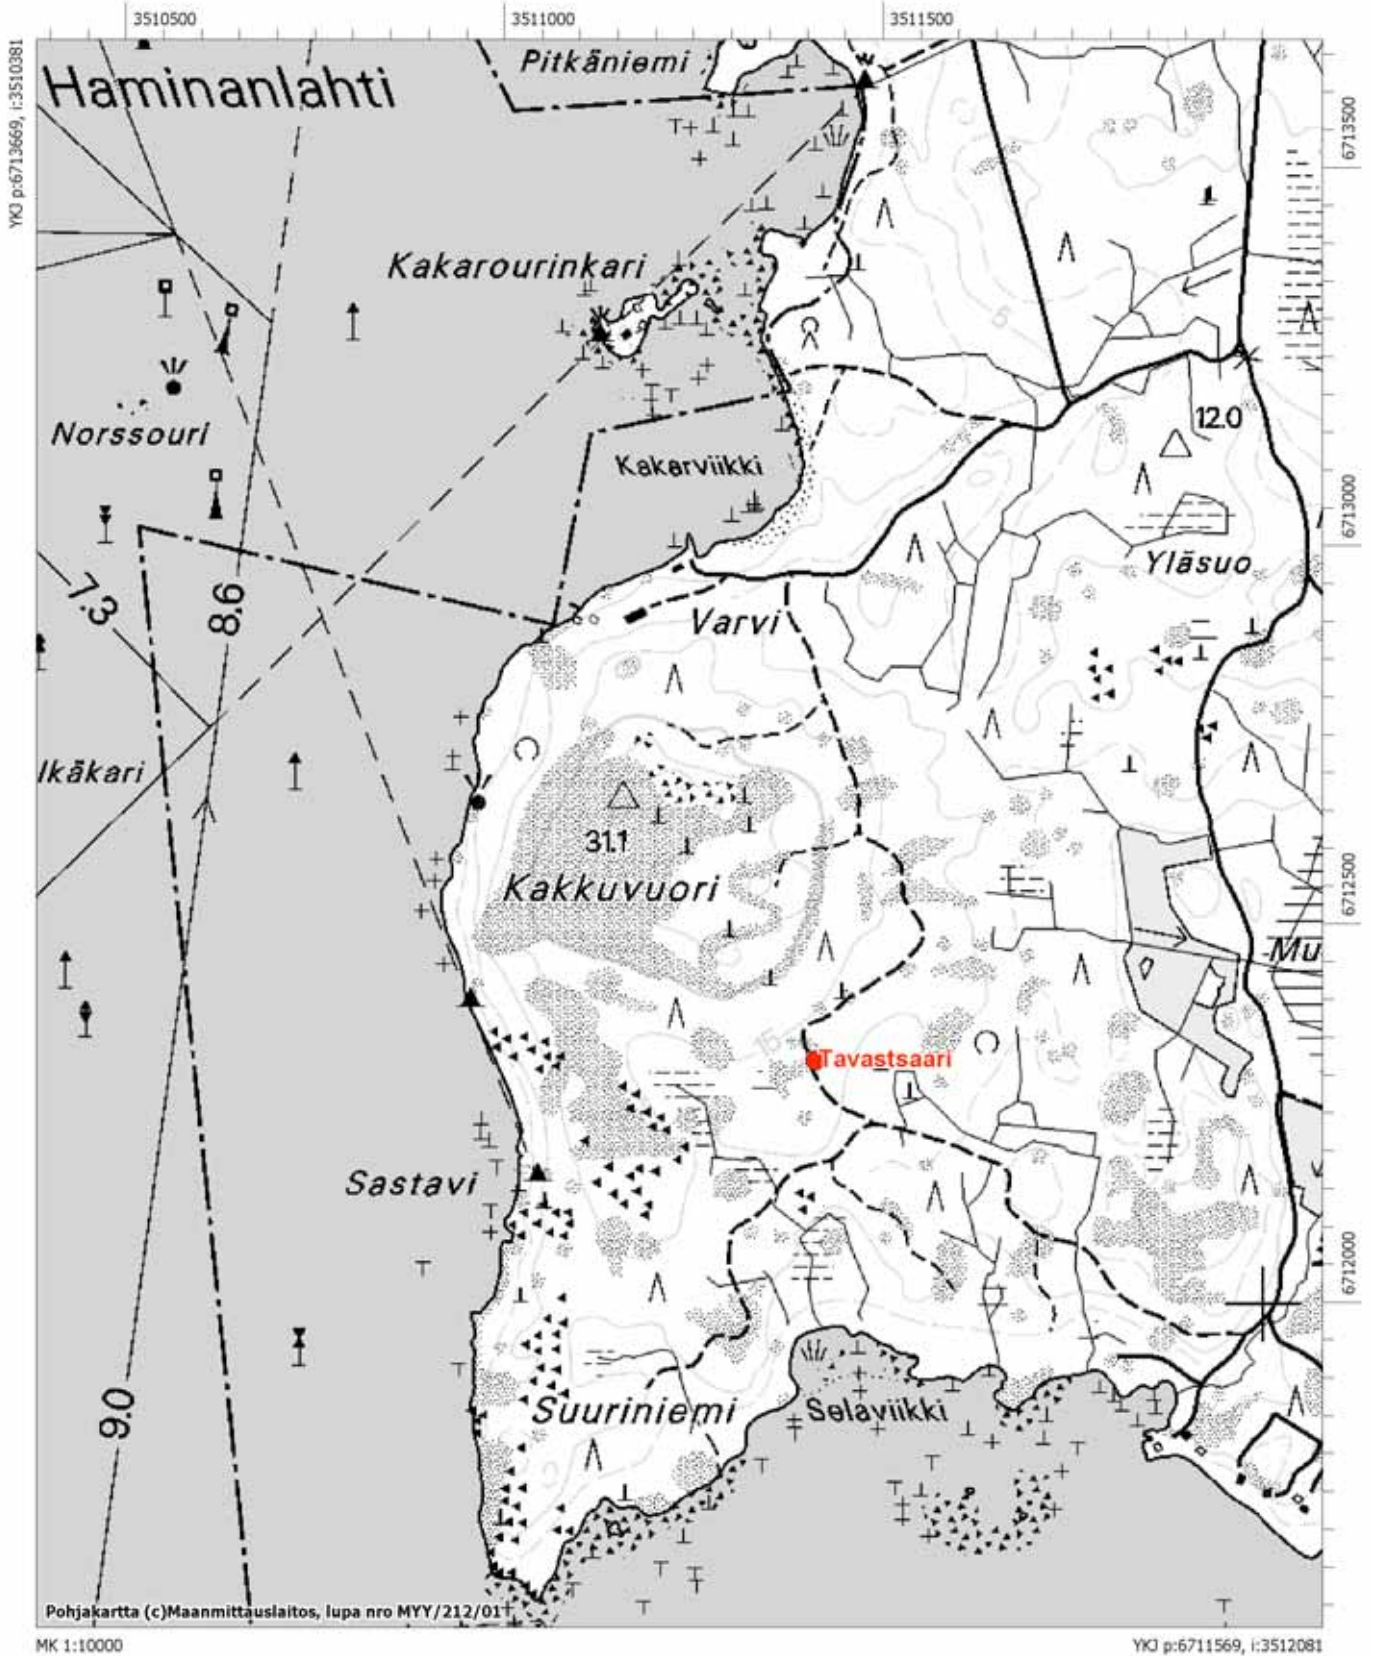 3510500
3511000
3511500
YKJ p:6713669, i:3510381
Pitkäniemi
Haminanlahti
6713500
Kakarourinkari
6
12.0
Norssouri
Kakarviikki
6713000
Yläsuo
7.3
8.6
Varvi
Ikäkari
31.1
Kakkuvuori
6712500
Mu
15
Tavastsaari
Sastavi
6712000
9.0
Suuriniemi
Selaviikki
Pohjakartta (c)Maanmittauslaitos, lupa nro MYY/212/01
MK 1:10000
YKJ p:6711569, i:3512081